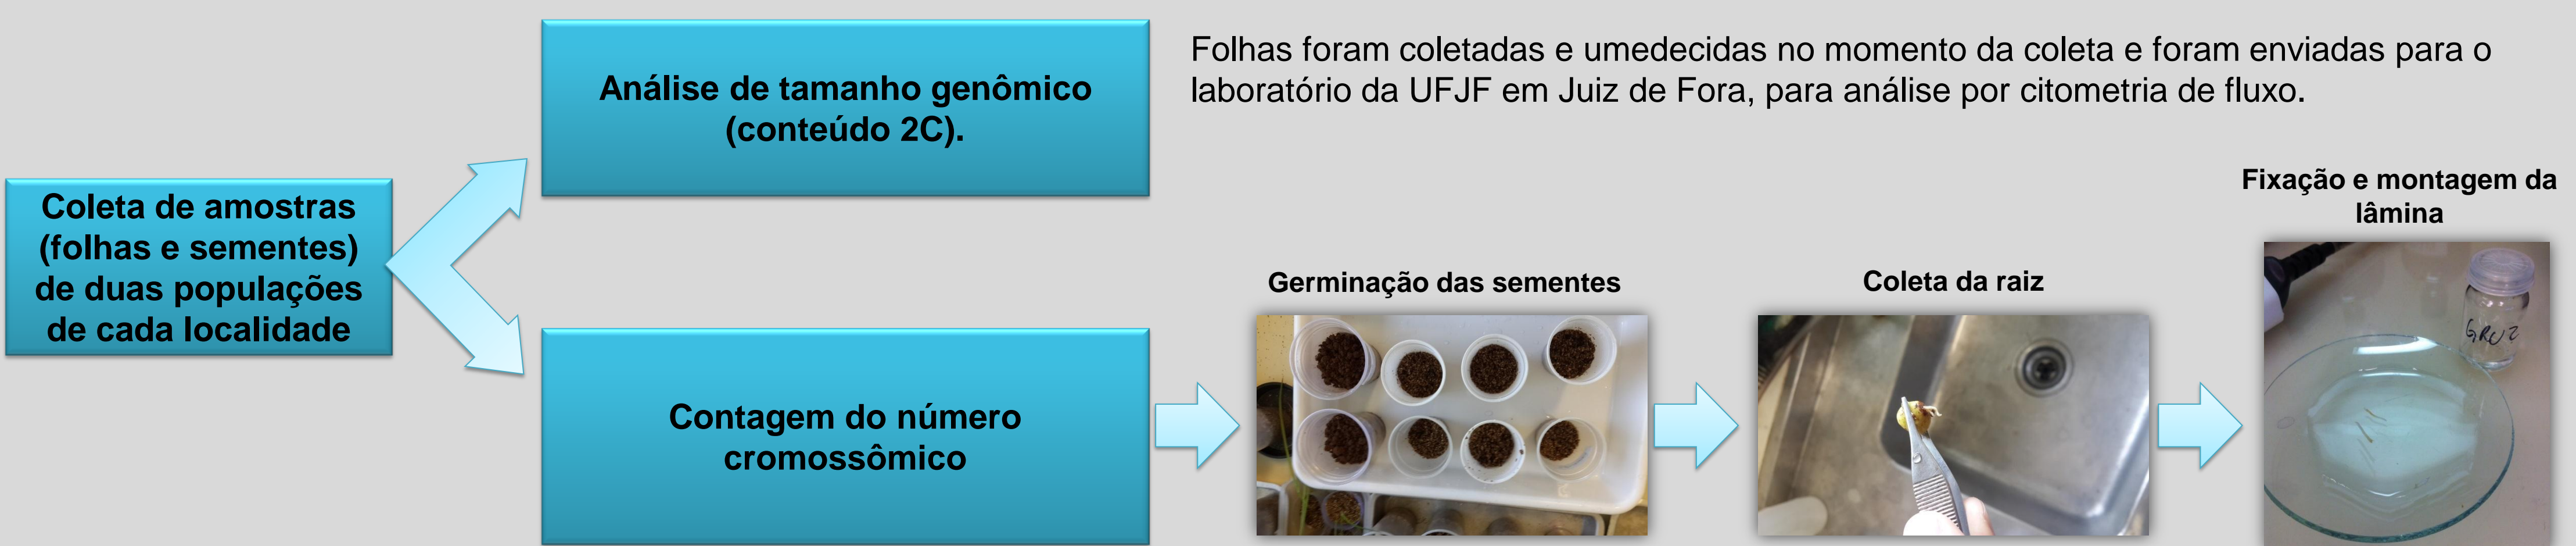 Coleta de amostras
(folhas e sementes)
de duas populações
de cada localidade
Análise de tamanho genômico
(conteúdo 2C).
Folhas foram coletadas e umedecidas no momento da coleta e foram enviadas para o
laboratório da UFJF em Juiz de Fora, para análise por citometria de fluxo.
Contagem do número
cromossômico
Germinação das sementes
Coleta da raiz
Fixação e montagem da
lâmina